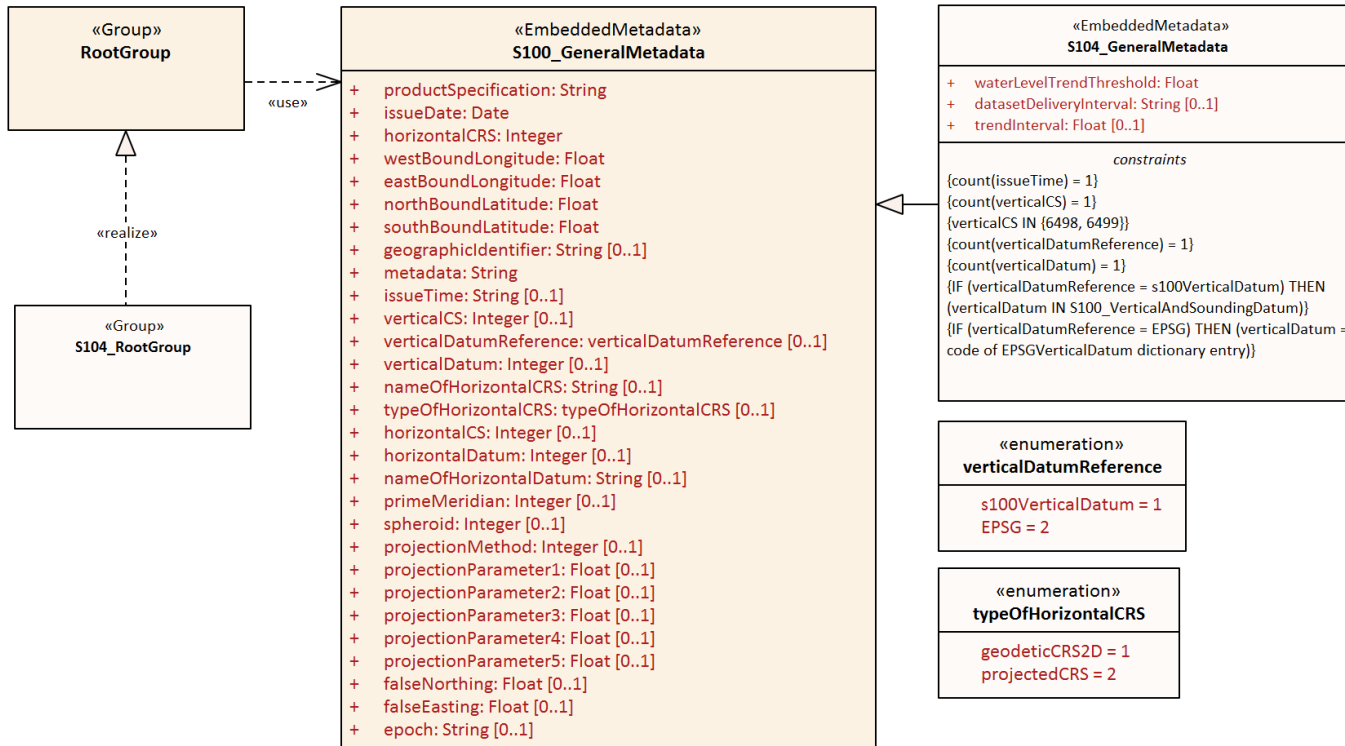 «Group»
RootGroup
«use»
«realize»
«Group»
S104_RootGroup
«EmbeddedMetadata»
S100_GeneralMetadata
+ productSpecification: String
+ issueDate: Date
+ horizontalCRS: Integer
+ westBoundLongitude: Float
+ eastBoundLongitude: Float
+ northBoundLatitude: Float
+ southBoundLatitude: Float
+ geographicIdentifier: String [0..1]
+ metadata: String
+ issueTime: String [0..1]
+ verticalCS: Integer [0..1]
+ verticalDatumReference: verticalDatumReference [0..1]
+ verticalDatum: Integer [0..1]
+ nameOfHorizontalCRS: String [0..1]
+ typeOfHorizontalCRS: typeOfHorizontalCRS [0..1]
+ horizontalCS: Integer [0..1]
+ horizontalDatum: Integer [0..1]
+ nameOfHorizontalDatum: String [0..1]
+ primeMeridian: Integer [0..1]
+ spheroid: Integer [0..1]
+ projectionMethod: Integer [0..1]
+ projectionParameter1: Float [0..1]
+ projectionParameter2: Float [0..1]
+ projectionParameter3: Float [0..1]
+ projectionParameter4: Float [0..1]
+ projectionParameter5: Float [0..1]
+ falseNorthing: Float [0..1]
+ falseEasting: Float [0..1]
+ epoch: String [0..1]
«EmbeddedMetadata»
S104_GeneralMetadata
+ waterLevelTrendThreshold: Float
+ datasetDeliveryInterval: String [0..1]
+ trendInterval: Float [0..1]
constraints
{count(issueTime) = 1}
{count(verticalCS) = 1}
{verticalCS IN {6498, 6499}}
{count(verticalDatumReference) = 1}
{count(verticalDatum) = 1}
{IF (verticalDatumReference = s100VerticalDatum) THEN
(verticalDatum IN S100_VerticalAndSoundingDatum)}
{IF (verticalDatumReference = EPSG) THEN (verticalDatum =
code of EPSGVerticalDatum dictionary entry)}
«enumeration»
verticalDatumReference
s100VerticalDatum = 1
EPSG = 2
«enumeration»
typeOfHorizontalCRS
geodeticCRS2D = 1
projectedCRS = 2